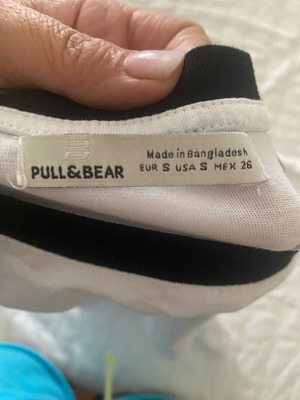 PULL&BEAR
Made in Bangladesh
EUR S USA S MEX 26